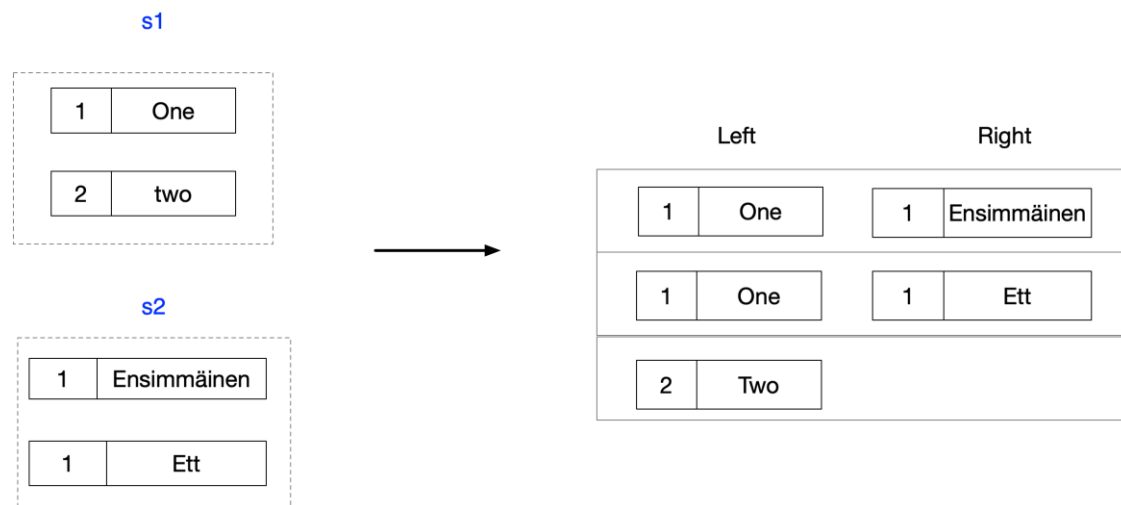 s1
1 One
2 two
s2
1 Ensimmäinen
1 Ett
Left Right
1 One 1 Ensimmäinen
1 One 1 Ett
2 Two